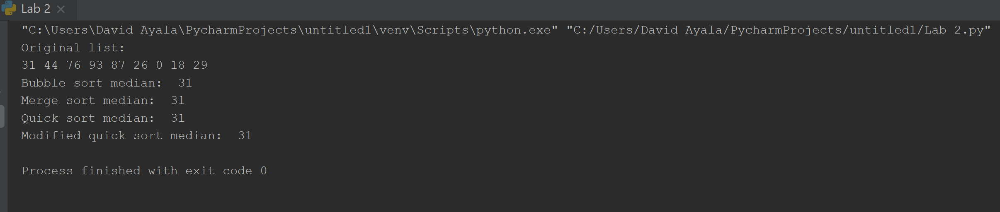 Lab 2
"C:\Users\David Ayala\PycharmProjects\untitled1\venv\Scripts\python.exe" "C:/Users/David Ayala/PycharmProjects/untitled1/Lab 2.py"
Original list:
31 44 76 93 87 26 0 18 29
Bubble sort median:  31
Merge sort median:  31
Quick sort median:  31
Modified quick sort median:  31
Process finished with exit code 0